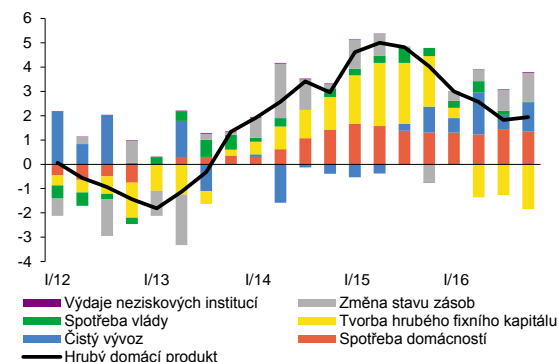 6
5
4
3
2
1
0
-1
-2
-3
-4
I/12 I/13 I/14 I/15 I/16
Výdaje neziskových institucí Změna stavu zásob
Spotřeba vlády Tvorba hrubého fixního kapitálu
Čistý vývoz Spotřeba domácností
Hrubý domácí produkt